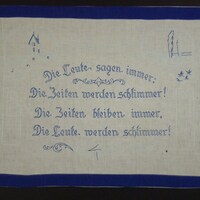 Die Leute sagen immer:
Die Zeiten werden schlimmer!
Die Zeiten bleiben immer,
Die Leute werden schlimmer!